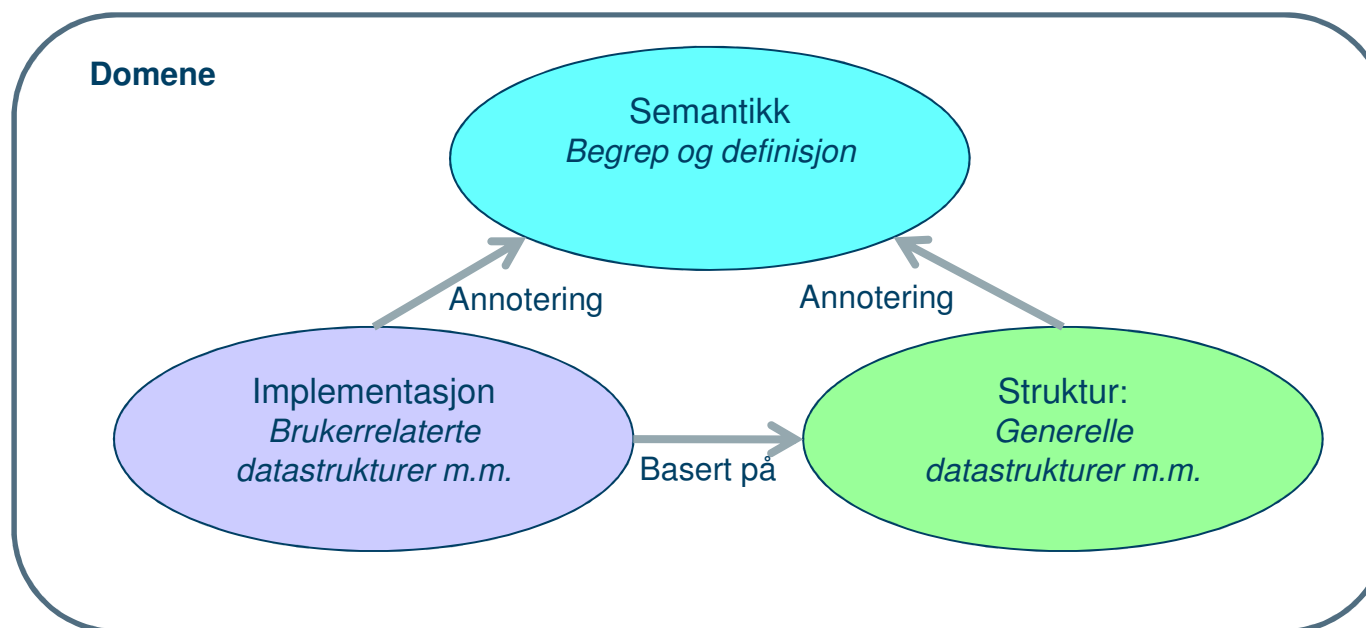 Domene
Semantikk
Begrep og definisjon
Annotering
Annotering
Implementasjon
Brukerrelaterte
datastrukturer m.m.
Basert på
Struktur:
Generelle
datastrukturer m.m.